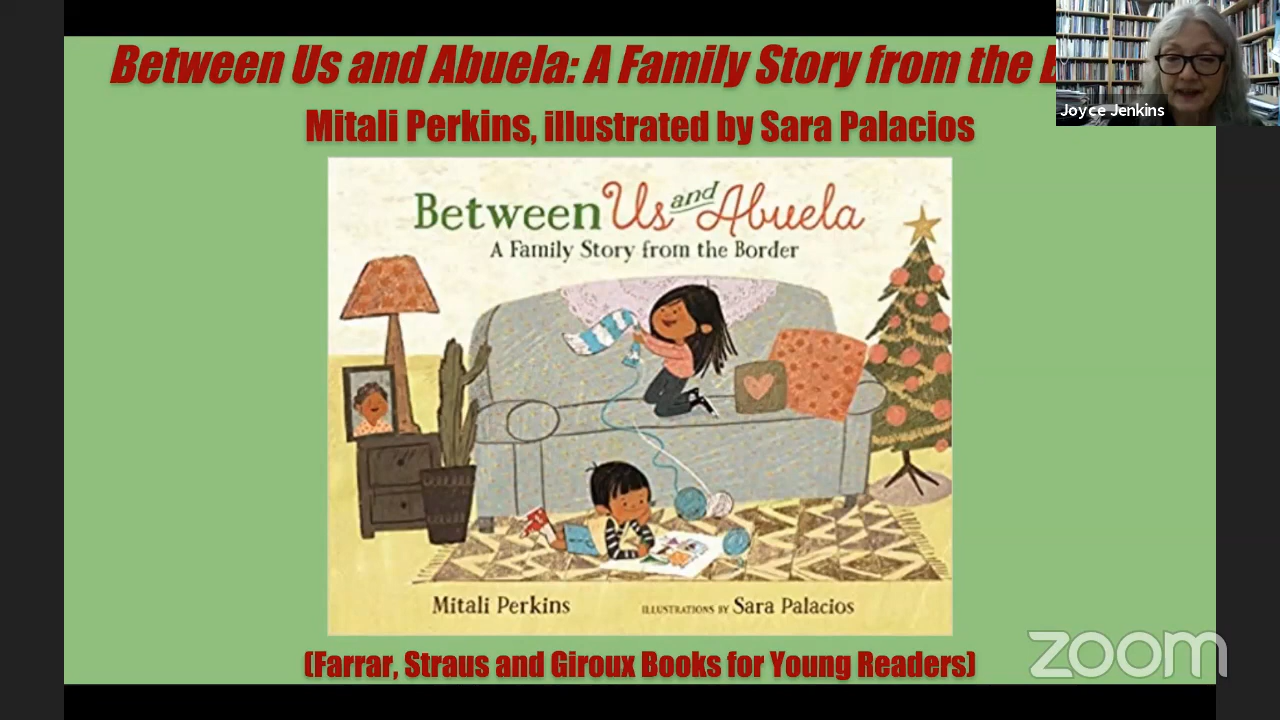 Between Us and Abuela: A Family Story from the
Joyce Jenkins
Mitali Perkins, illustrated by Sara Palacios
Between Us and Abuela
A Family Story from the Border
Mitali Perkins
ILLUSTRATIONS BY Sara Palacios
(Farrar, Straus and Giroux Books for Young Readers)
zoom